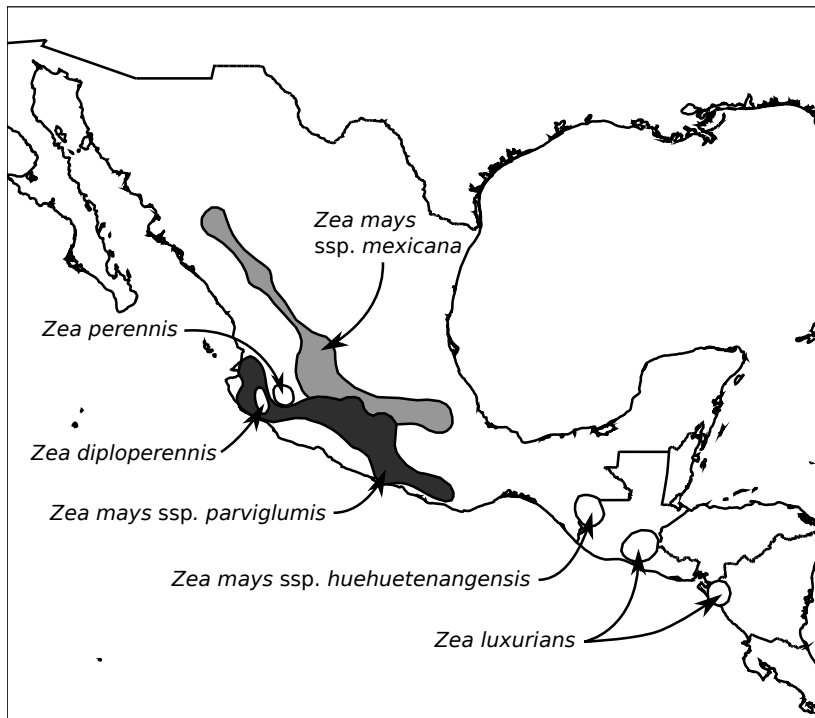 Zea mays
ssp. mexicana
Zea perennis
Zea diploperennis
Zea mays ssp. parviglumis
Zea mays ssp. huehuetenangensis
Zea luxurians